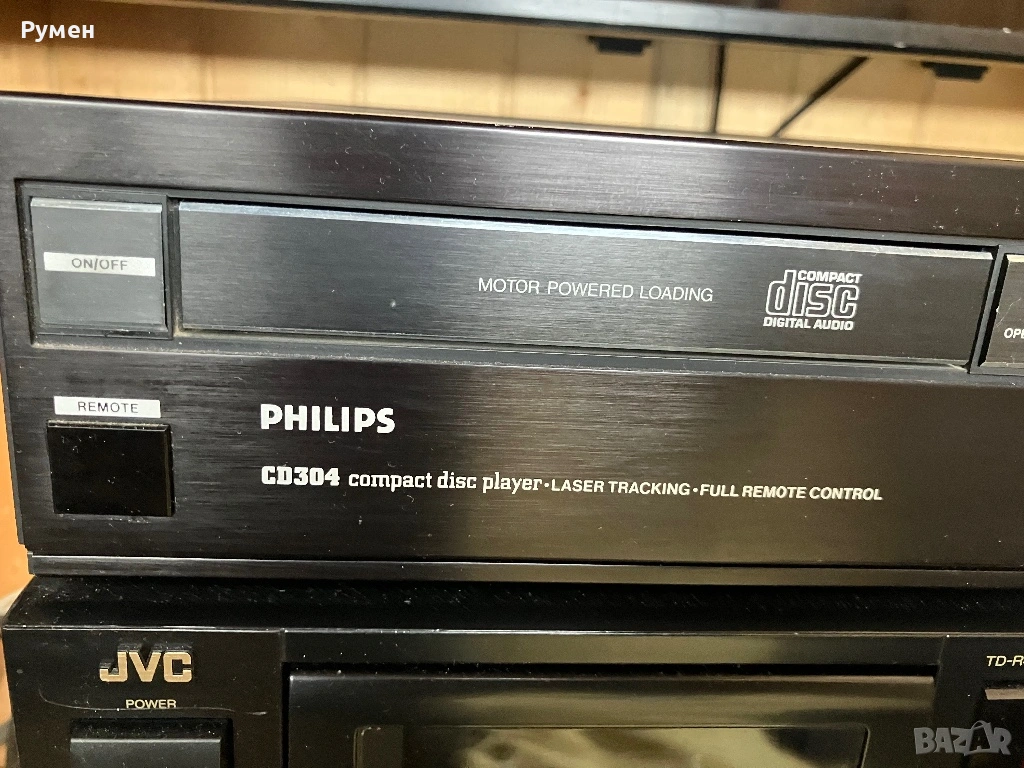 Румен
ON/OFF
MOTOR POWERED LOADING
COMPACT
disc
DIGITAL AUDIO
REMOTE
PHILIPS
CD304 compact disc player • LASER TRACKING • FULL REMOTE CONTROL
JVC
POWER
BAZAR